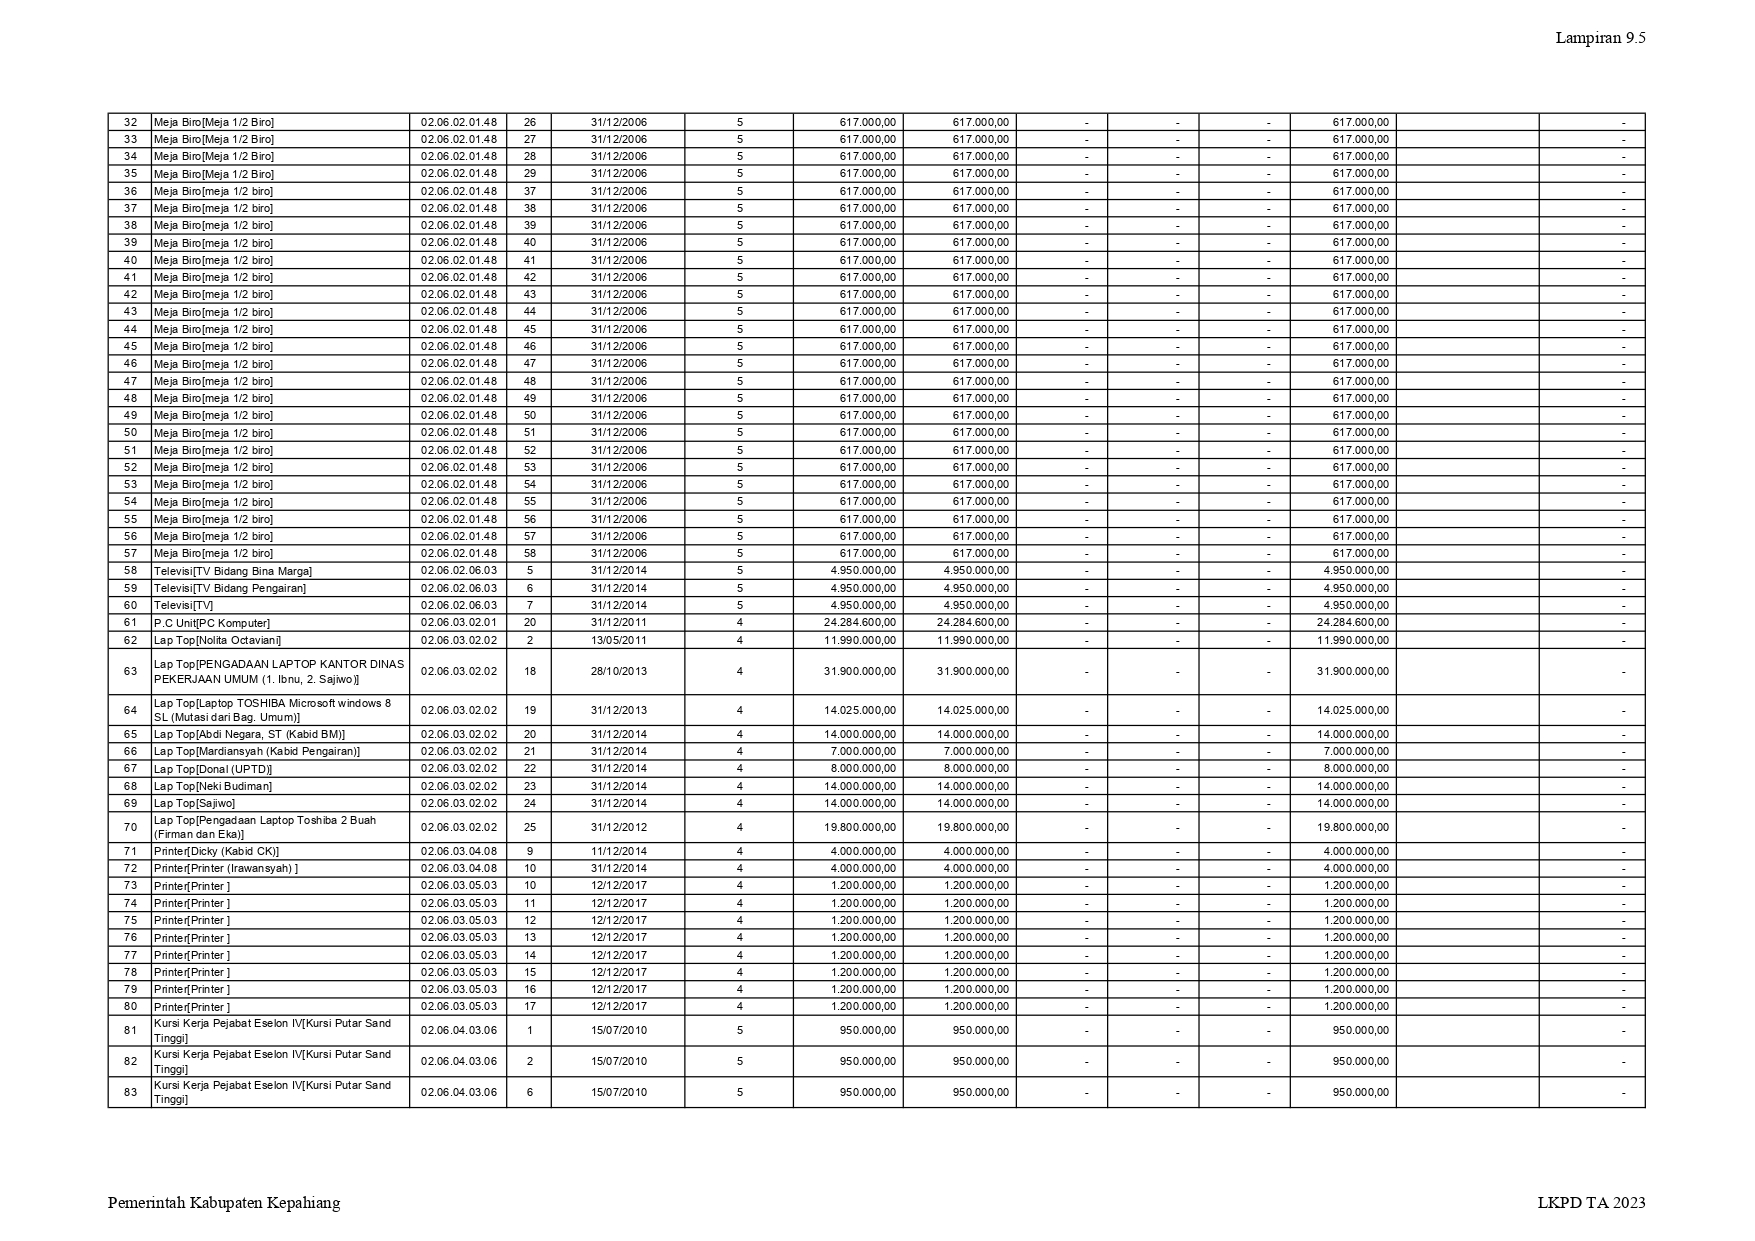 Lampiran 9.5
32 Meja Biro[Meja 1/2 Biro] 02.06.02.01.48 26 31/12/2006 5 617.000,00 617.000,00 - - - 617.000,00 -
33 Meja Biro[Meja 1/2 Biro] 02.06.02.01.48 27 31/12/2006 5 617.000,00 617.000,00 - - - 617.000,00 -
34 Meja Biro[Meja 1/2 Biro] 02.06.02.01.48 28 31/12/2006 5 617.000,00 617.000,00 - - - 617.000,00 -
35 Meja Biro[Meja 1/2 Biro] 02.06.02.01.48 29 31/12/2006 5 617.000,00 617.000,00 - - - 617.000,00 -
36 Meja Biro[meja 1/2 biro] 02.06.02.01.48 37 31/12/2006 5 617.000,00 617.000,00 - - - 617.000,00 -
37 Meja Biro[meja 1/2 biro] 02.06.02.01.48 38 31/12/2006 5 617.000,00 617.000,00 - - - 617.000,00 -
38 Meja Biro[meja 1/2 biro] 02.06.02.01.48 39 31/12/2006 5 617.000,00 617.000,00 - - - 617.000,00 -
39 Meja Biro[meja 1/2 biro] 02.06.02.01.48 40 31/12/2006 5 617.000,00 617.000,00 - - - 617.000,00 -
40 Meja Biro[meja 1/2 biro] 02.06.02.01.48 41 31/12/2006 5 617.000,00 617.000,00 - - - 617.000,00 -
41 Meja Biro[meja 1/2 biro] 02.06.02.01.48 42 31/12/2006 5 617.000,00 617.000,00 - - - 617.000,00 -
42 Meja Biro[meja 1/2 biro] 02.06.02.01.48 43 31/12/2006 5 617.000,00 617.000,00 - - - 617.000,00 -
43 Meja Biro[meja 1/2 biro] 02.06.02.01.48 44 31/12/2006 5 617.000,00 617.000,00 - - - 617.000,00 -
44 Meja Biro[meja 1/2 biro] 02.06.02.01.48 45 31/12/2006 5 617.000,00 617.000,00 - - - 617.000,00 -
45 Meja Biro[meja 1/2 biro] 02.06.02.01.48 46 31/12/2006 5 617.000,00 617.000,00 - - - 617.000,00 -
46 Meja Biro[meja 1/2 biro] 02.06.02.01.48 47 31/12/2006 5 617.000,00 617.000,00 - - - 617.000,00 -
47 Meja Biro[meja 1/2 biro] 02.06.02.01.48 48 31/12/2006 5 617.000,00 617.000,00 - - - 617.000,00 -
48 Meja Biro[meja 1/2 biro] 02.06.02.01.48 49 31/12/2006 5 617.000,00 617.000,00 - - - 617.000,00 -
49 Meja Biro[meja 1/2 biro] 02.06.02.01.48 50 31/12/2006 5 617.000,00 617.000,00 - - - 617.000,00 -
50 Meja Biro[meja 1/2 biro] 02.06.02.01.48 51 31/12/2006 5 617.000,00 617.000,00 - - - 617.000,00 -
51 Meja Biro[meja 1/2 biro] 02.06.02.01.48 52 31/12/2006 5 617.000,00 617.000,00 - - - 617.000,00 -
52 Meja Biro[meja 1/2 biro] 02.06.02.01.48 53 31/12/2006 5 617.000,00 617.000,00 - - - 617.000,00 -
53 Meja Biro[meja 1/2 biro] 02.06.02.01.48 54 31/12/2006 5 617.000,00 617.000,00 - - - 617.000,00 -
54 Meja Biro[meja 1/2 biro] 02.06.02.01.48 55 31/12/2006 5 617.000,00 617.000,00 - - - 617.000,00 -
55 Meja Biro[meja 1/2 biro] 02.06.02.01.48 56 31/12/2006 5 617.000,00 617.000,00 - - - 617.000,00 -
56 Meja Biro[meja 1/2 biro] 02.06.02.01.48 57 31/12/2006 5 617.000,00 617.000,00 - - - 617.000,00 -
57 Meja Biro[meja 1/2 biro] 02.06.02.01.48 58 31/12/2006 5 617.000,00 617.000,00 - - - 617.000,00 -
58 Televisi[TV Bidang Bina Marga] 02.06.02.06.03 5 31/12/2014 5 4.950.000,00 4.950.000,00 - - - 4.950.000,00 -
59 Televisi[TV Bidang Pengairan] 02.06.02.06.03 6 31/12/2014 5 4.950.000,00 4.950.000,00 - - - 4.950.000,00 -
60 Televisi[TV] 02.06.02.06.03 7 31/12/2014 5 4.950.000,00 4.950.000,00 - - - 4.950.000,00 -
61 P.C Unit[PC Komputer] 02.06.03.02.01 20 31/12/2011 4 24.284.600,00 24.284.600,00 - - - 24.284.600,00 -
62 Lap Top[Nolita Octaviani] 02.06.03.02.02 2 13/05/2011 4 11.990.000,00 11.990.000,00 - - - 11.990.000,00 -
Lap Top[PENGADAAN LAPTOP KANTOR DINAS
63 PEKERJAAN UMUM (1. Ibnu, 2. Sajiwo)] 02.06.03.02.02 18 28/10/2013 4 31.900.000,00 31.900.000,00 - - - 31.900.000,00 -
Lap Top[Laptop TOSHIBA Microsoft windows 8
64 SL (Mutasi dari Bag. Umum)] 02.06.03.02.02 19 31/12/2013 4 14.025.000,00 14.025.000,00 - - - 14.025.000,00 -
65 Lap Top[Abdi Negara, ST (Kabid BM)] 02.06.03.02.02 20 31/12/2014 4 14.000.000,00 14.000.000,00 - - - 14.000.000,00 -
66 Lap Top[Mardiansyah (Kabid Pengairan)] 02.06.03.02.02 21 31/12/2014 4 7.000.000,00 7.000.000,00 - - - 7.000.000,00 -
67 Lap Top[Donal (UPTD)] 02.06.03.02.02 22 31/12/2014 4 8.000.000,00 8.000.000,00 - - - 8.000.000,00 -
68 Lap Top[Neki Budiman] 02.06.03.02.02 23 31/12/2014 4 14.000.000,00 14.000.000,00 - - - 14.000.000,00 -
69 Lap Top[Sajiwo] 02.06.03.02.02 24 31/12/2014 4 14.000.000,00 14.000.000,00 - - - 14.000.000,00 -
Lap Top[Pengadaan Laptop Toshiba 2 Buah
70 (Firman dan Eka)] 02.06.03.02.02 25 31/12/2012 4 19.800.000,00 19.800.000,00 - - - 19.800.000,00 -
71 Printer[Dicky (Kabid CK)] 02.06.03.04.08 9 11/12/2014 4 4.000.000,00 4.000.000,00 - - - 4.000.000,00 -
72 Printer[Printer (Irawansyah) ] 02.06.03.04.08 10 31/12/2014 4 4.000.000,00 4.000.000,00 - - - 4.000.000,00 -
73 Printer[Printer ] 02.06.03.05.03 10 12/12/2017 4 1.200.000,00 1.200.000,00 - - - 1.200.000,00 -
74 Printer[Printer ] 02.06.03.05.03 11 12/12/2017 4 1.200.000,00 1.200.000,00 - - - 1.200.000,00 -
75 Printer[Printer ] 02.06.03.05.03 12 12/12/2017 4 1.200.000,00 1.200.000,00 - - - 1.200.000,00 -
76 Printer[Printer ] 02.06.03.05.03 13 12/12/2017 4 1.200.000,00 1.200.000,00 - - - 1.200.000,00 -
77 Printer[Printer ] 02.06.03.05.03 14 12/12/2017 4 1.200.000,00 1.200.000,00 - - - 1.200.000,00 -
78 Printer[Printer ] 02.06.03.05.03 15 12/12/2017 4 1.200.000,00 1.200.000,00 - - - 1.200.000,00 -
79 Printer[Printer ] 02.06.03.05.03 16 12/12/2017 4 1.200.000,00 1.200.000,00 - - - 1.200.000,00 -
80 Printer[Printer ] 02.06.03.05.03 17 12/12/2017 4 1.200.000,00 1.200.000,00 - - - 1.200.000,00 -
Kursi Kerja Pejabat Eselon IV[Kursi Putar Sand
81 Tinggi] 02.06.04.03.06 1 15/07/2010 5 950.000,00 950.000,00 - - - 950.000,00 -
Kursi Kerja Pejabat Eselon IV[Kursi Putar Sand
82 Tinggi] 02.06.04.03.06 2 15/07/2010 5 950.000,00 950.000,00 - - - 950.000,00 -
Kursi Kerja Pejabat Eselon IV[Kursi Putar Sand
83 Tinggi] 02.06.04.03.06 6 15/07/2010 5 950.000,00 950.000,00 - - - 950.000,00 -
Pemerintah Kabupaten Kepahiang LKPD TA 2023